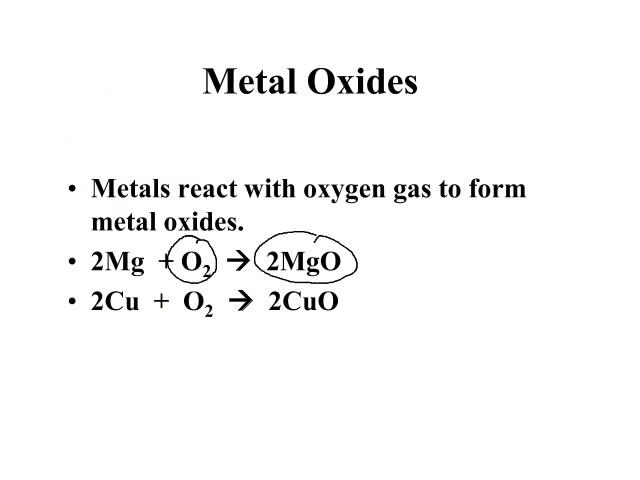 Metal Oxides
• Metals react with oxygen gas to form
metal oxides.
• 2Mg + O₂ → 2MgO
• 2Cu + O₂ → 2CuO